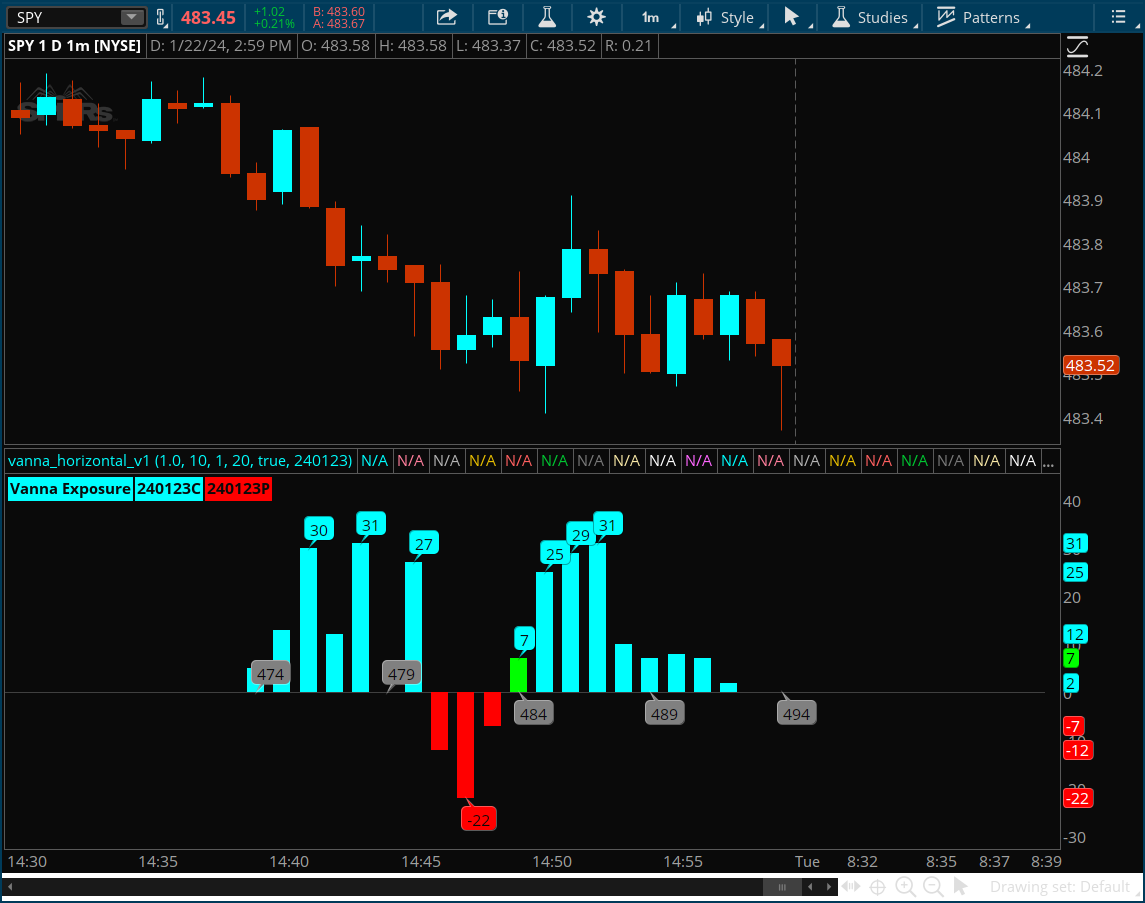 SPY 483.45 +1.02 B: 483.60 1m Style Studies Patterns
+0.21% A: 483.67
SPY 1 D 1m [NYSE] D: 1/22/24, 2:59 PM O: 483.58 H: 483.58 L: 483.37 C: 483.52 R: 0.21
484.2
484.1
484
483.9
483.8
483.7
483.6
483.52
483.4
vanna_horizontal_v1 (1.0, 10, 1, 20, true, 240123) N/A N/A N/A N/A N/A N/A N/A N/A N/A N/A N/A N/A N/A N/A N/A N/A N/A N/A N/A ...
Vanna Exposure 240123C 240123P
40
30 31 27 25 29 31
31
25
20
7
12
7
474 479
2
0
484 489 494
-7
-12
-22
-22
-30
14:30 14:35 14:40 14:45 14:50 14:55 Tue 8:32 8:35 8:37 8:39
Drawing set: Default